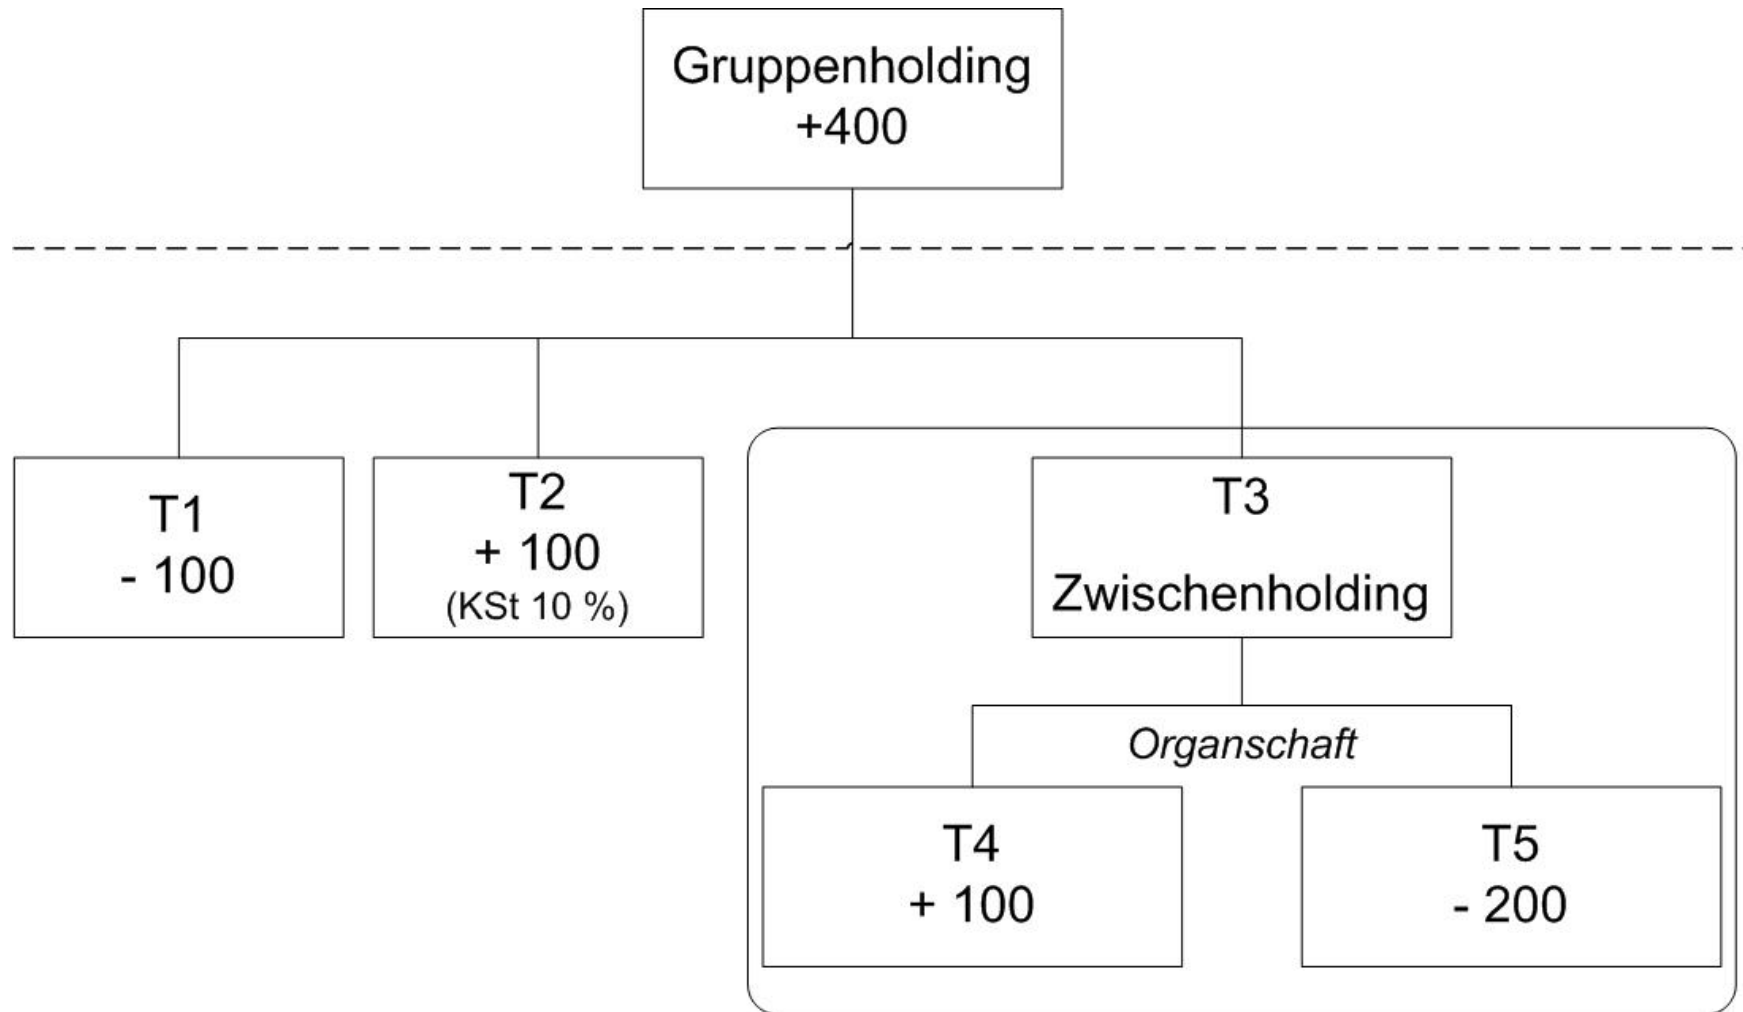 Gruppenholding
+400
T1
- 100
T2
+ 100
(KSt 10 %)
T3
Zwischenholding
Organschaft
T4
+ 100
T5
- 200